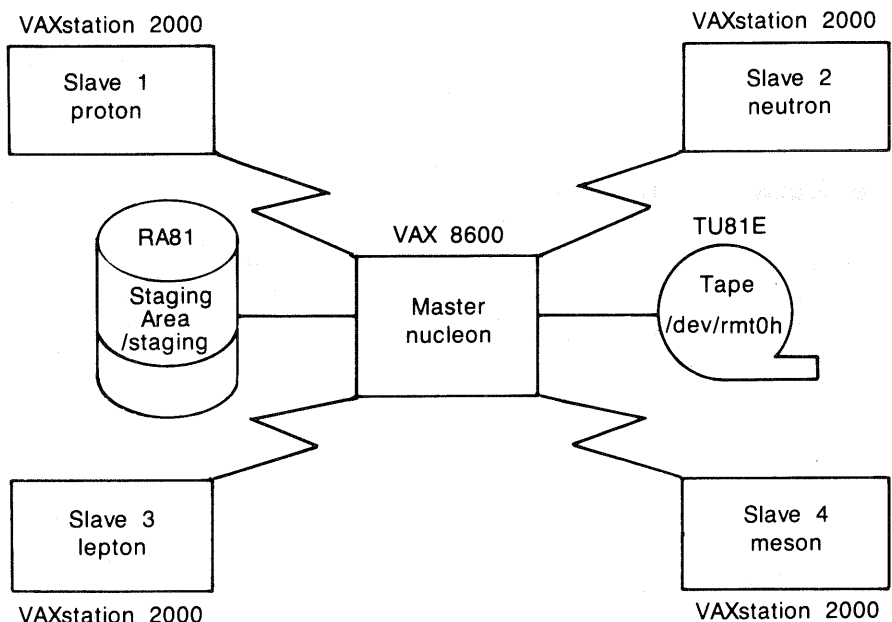 VAXstation 2000
Slave 1
proton
VAXstation 2000
Slave 2
neutron
RA81
Staging
Area
/staging
VAX 8600
Master
nucleon
TU81E
Tape
/dev/rmt0h
Slave 3
lepton
VAXstation 2000
Slave 4
meson
VAXstation 2000